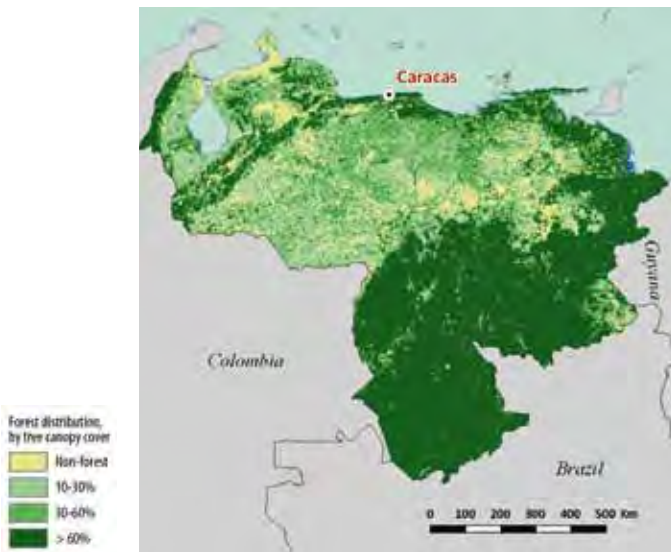 Caracas
Guyana
Colombia
Brazil
0 100 200 300 400 500 Km
Forest distribution,
by tree canopy cover
Non-forest
10-30%
30-60%
> 60%